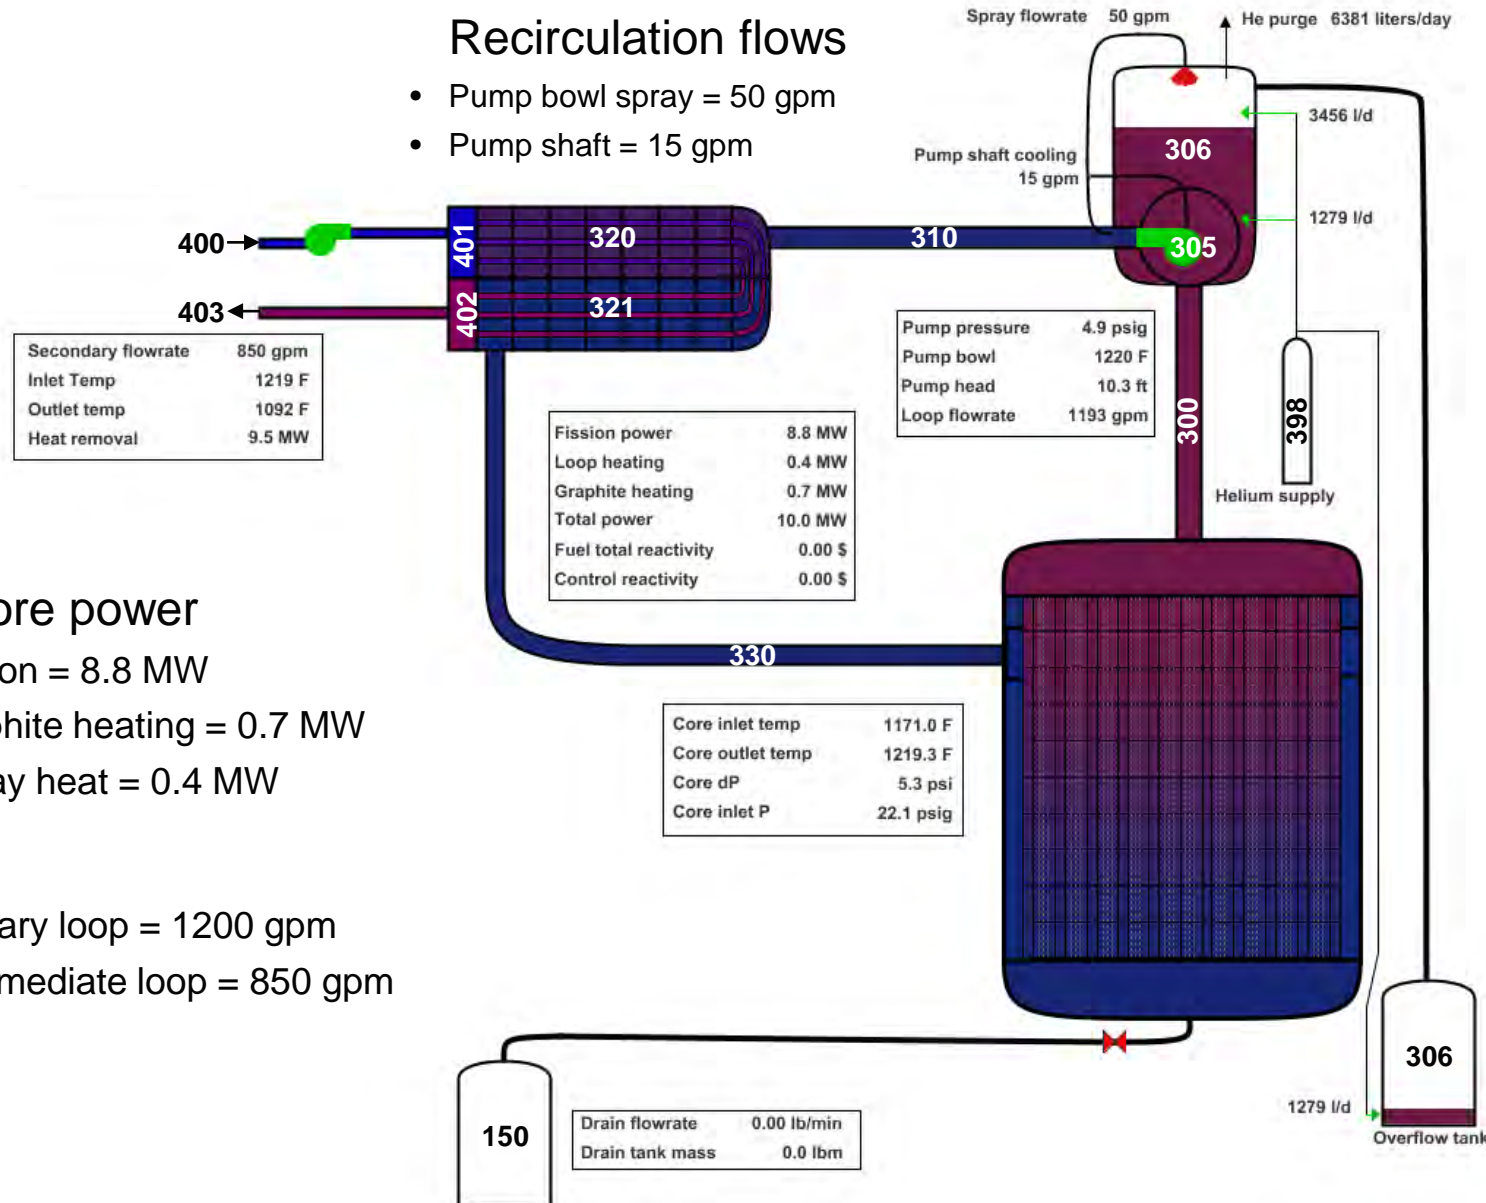 Recirculation flows
• Pump bowl spray = 50 gpm
• Pump shaft = 15 gpm
Spray flowrate 50 gpm
He purge 6381 liters/day
3456 l/d
306
Pump shaft cooling
15 gpm
1279 l/d
305
400
401
320
310
403
402
321
Secondary flowrate 850 gpm
Inlet Temp 1219 F
Outlet temp 1092 F
Heat removal 9.5 MW
Pump pressure 4.9 psig
Pump bowl 1220 F
Pump head 10.3 ft
Loop flowrate 1193 gpm
300
398
Helium supply
Fission power 8.8 MW
Loop heating 0.4 MW
Graphite heating 0.7 MW
Total power 10.0 MW
Fuel total reactivity 0.00 $
Control reactivity 0.00 $
ore power
on = 8.8 MW
phite heating = 0.7 MW
ay heat = 0.4 MW
330
Core inlet temp 1171.0 F
Core outlet temp 1219.3 F
Core dP 5.3 psi
Core inlet P 22.1 psig
ary loop = 1200 gpm
mediate loop = 850 gpm
306
1279 l/d
Overflow tank
150
Drain flowrate 0.00 lb/min
Drain tank mass 0.0 lbm